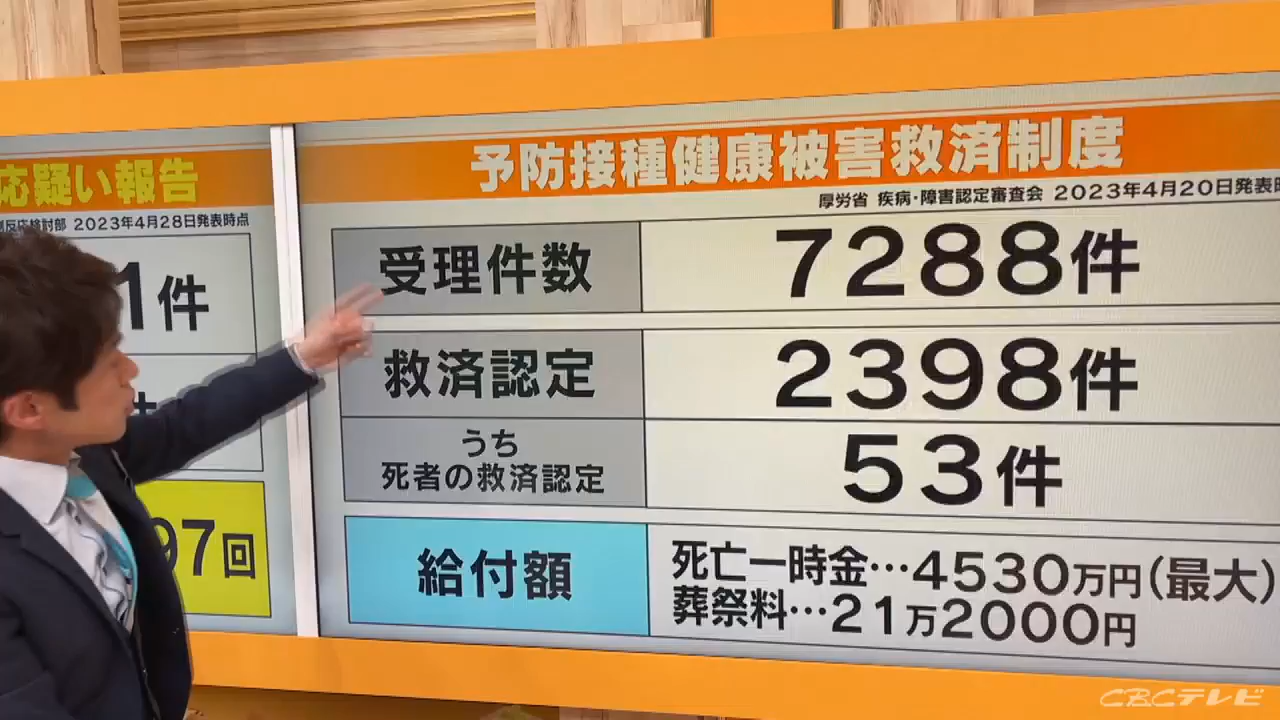 応疑い報告
反応検討部 2023年4月28日発表時点
1件
97回
予防接種健康被害救済制度
厚労省 疾病・障害認定審査会 2023年4月20日発表時
受理件数 7288件
救済認定 2398件
うち
死者の救済認定 53件
給付額
死亡一時金…4530万円(最大)
葬祭料…21万2000円
CBCテレビ